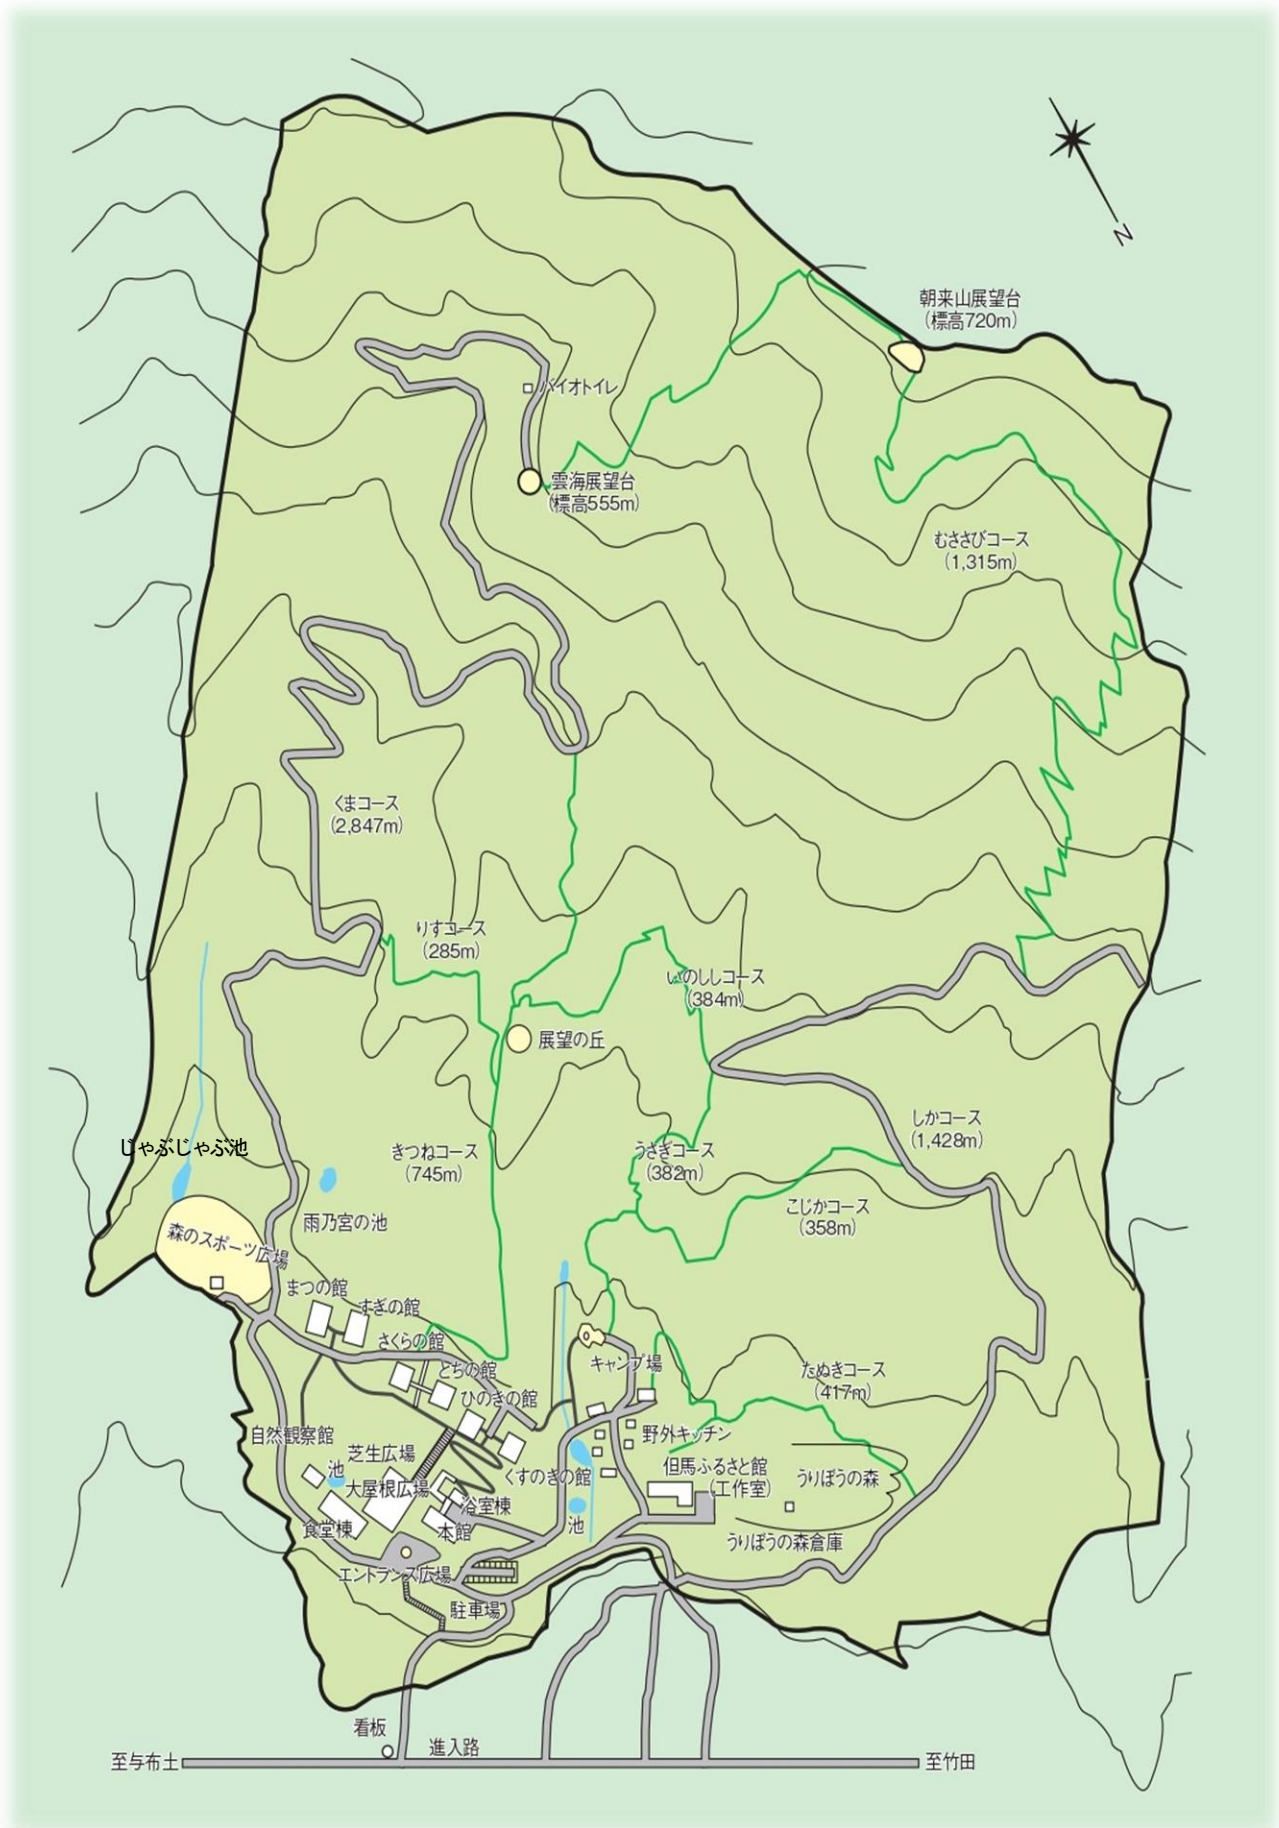 N
朝来山展望台
(標高720m)
バイオトイレ
雲海展望台
(標高555m)
むささびコース
(1,315m)
くまコース
(2,847m)
りすコース
(285m)
いのししコース
(384m)
展望の丘
しかコース
(1,428m)
じゃぶじゃぶ池
きつねコース
(745m)
うさぎコース
(382m)
こじかコース
(358m)
雨乃宮の池
森のスポーツ広場
まつの館
すぎの館
さくらの館
とちの館
ひのきの館
キャンプ場
たぬきコース
(417m)
自然観察館
芝生広場
池
大屋根広場
くすのきの館
野外キッチン
但馬ふるさと館
(工作室)
うりぼうの森
浴室棟
食堂棟
本館
池
うりぼうの森倉庫
エントランス広場
駐車場
看板
進入路
至与布土
至竹田